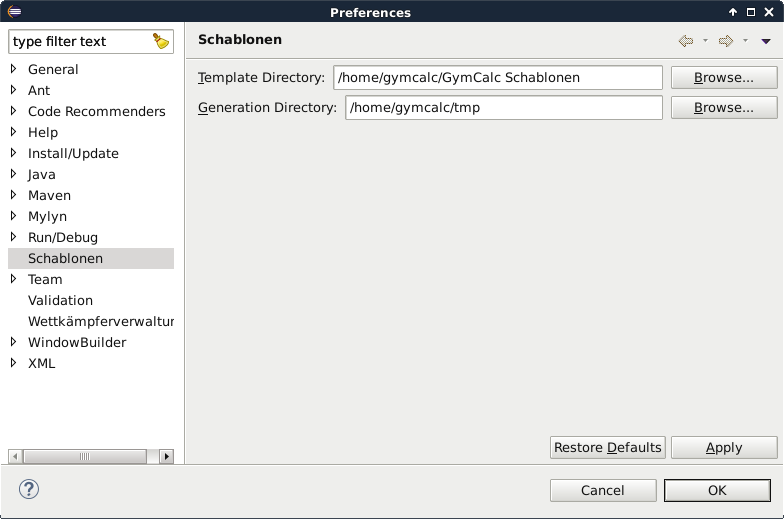 Preferences
type filter text
General
Ant
Code Recommenders
Help
Install/Update
Java
Maven
Mylyn
Run/Debug
Schablonen
Team
Validation
Wettkämpferverwaltur
WindowBuilder
XML
Schablonen
Template Directory: /home/gymcalc/GymCalc Schablonen Browse...
Generation Directory: /home/gymcalc/tmp Browse...
Restore Defaults Apply
? Cancel OK